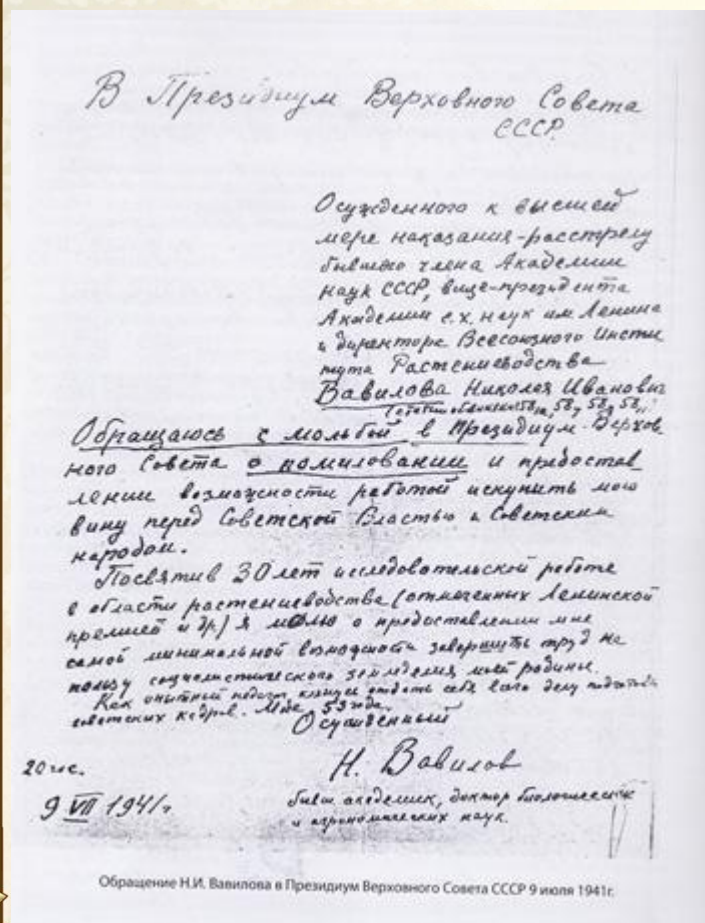 В Президиум Верховного Совета
СССР.
Осужденного к высшей
мере наказания-расстрелу
бывшего члена Академии
наук СССР, вице-президента
Академии с.х. наук им Ленина
и директора Всесоюзного Инсти
тута Растениеводства
Вавилова Николая Ивановича
Обращаюсь с мольбой в Президиум Верхов
ного Совета о помиловании и предостав
лении возможности работой искупить мою
вину перед Советской Властью и Советским
народом.
Посвятив 30 лет исследовательской работе
в области растениеводства (отмеченных Ленинской
премией и др) я молю о предоставлении мне
самой минимальной возможности завершить труд на
пользу социалистического земледелия моей родины.
Как опытный педагог клянусь отдать себя всего делу подготовки
советских кадров. Мне 53 года.
Осужденный
20 час.
Н. Вавилов
9 VII 1941г
бывш. академик, доктор биологических
и агрономических наук.
Обращение Н.И. Вавилова в Президиум Верховного Совета СССР 9 июля 1941г.